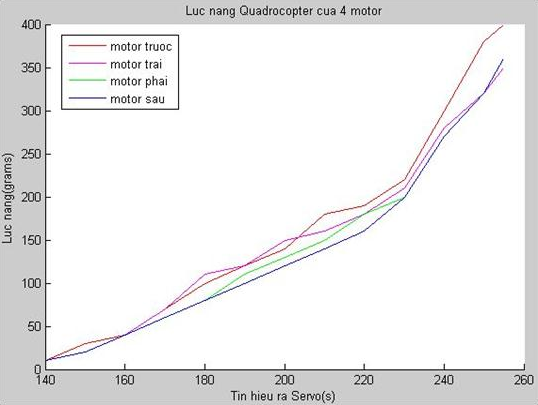 Luc nang Quadrocopter cua 4 motor
400
350
300
250
200
150
100
50
0
Luc nang(grams)
motor truoc
motor trai
motor phai
motor sau
140
160
180
200
220
240
260
Tin hieu ra Servo(s)